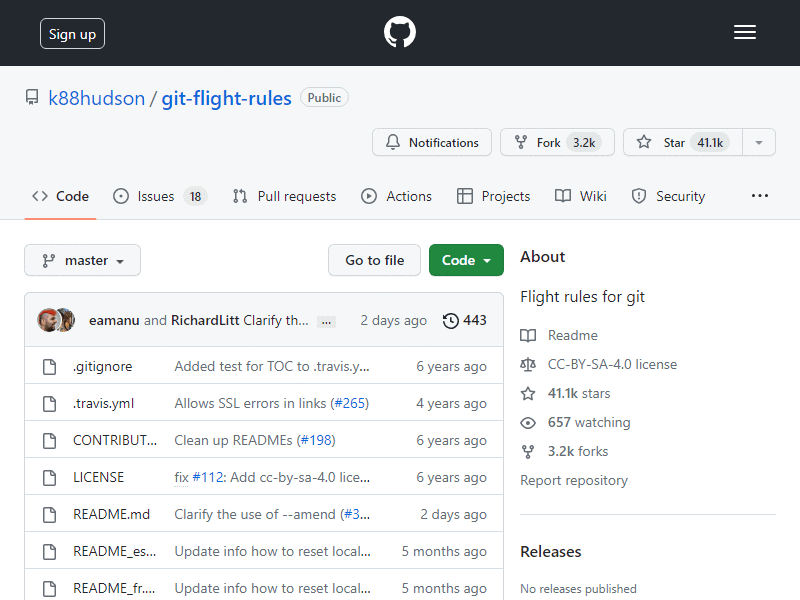 Sign up
k88hudson / git-flight-rules Public
Notifications Fork 3.2k Star 41.1k
Code Issues 18 Pull requests Actions Projects Wiki Security ...
master Go to file Code
eamanu and RichardLitt Clarify th... ... 2 days ago 443
.gitignore Added test for TOC to .travis.y... 6 years ago
.travis.yml Allows SSL errors in links (#265) 4 years ago
CONTRIBUT... Clean up READMEs (#198) 6 years ago
LICENSE fix #112: Add cc-by-sa-4.0 lice... 6 years ago
README.md Clarify the use of --amend (#3... 2 days ago
README_es... Update info how to reset local... 5 months ago
README_fr.... Update info how to reset local... 5 months ago
About
Flight rules for git
Readme
CC-BY-SA-4.0 license
41.1k stars
657 watching
3.2k forks
Report repository
Releases
No releases published